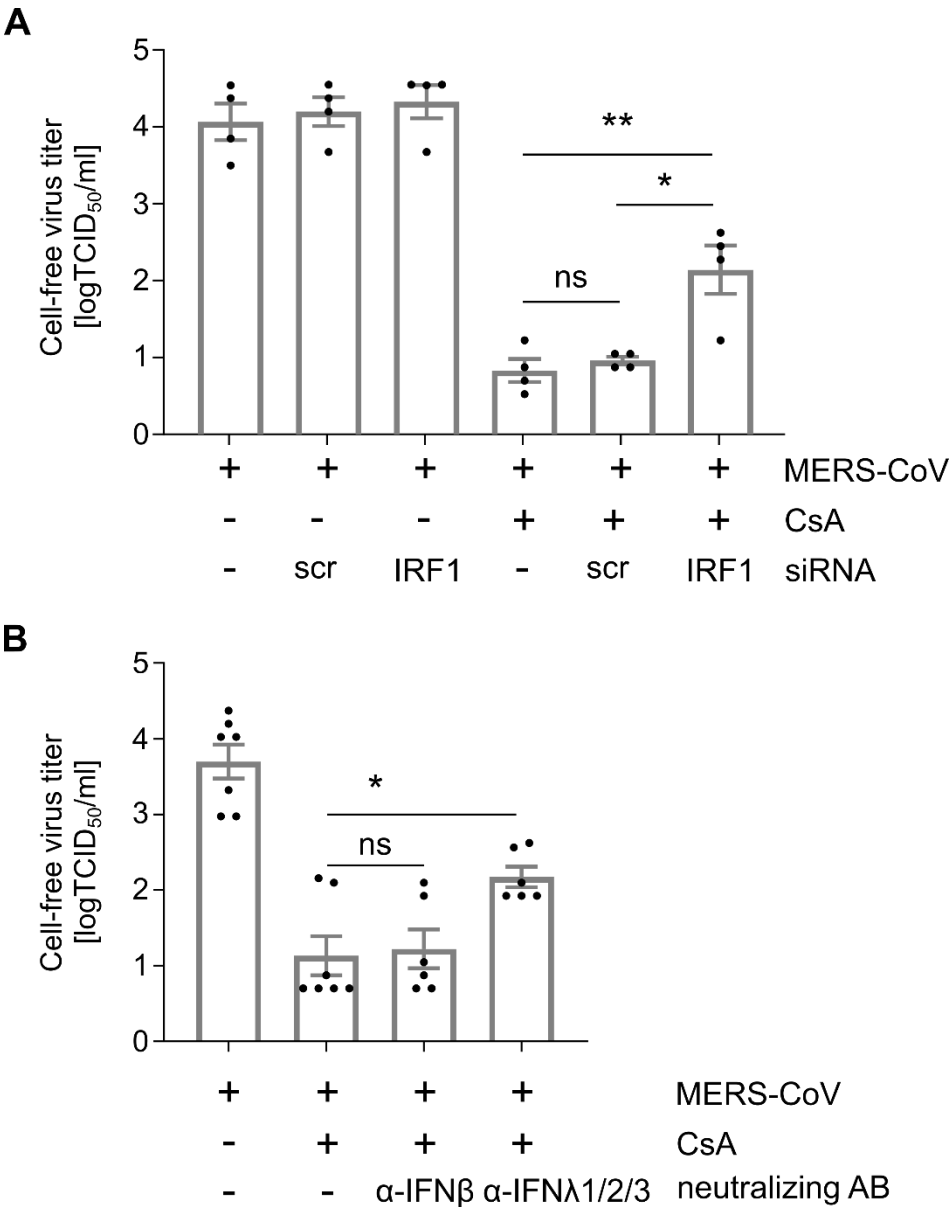 A
Cell-free virus titer
[logTCID50/ml]
5
4
3
2
1
0
**
*
ns
+ + + + + + MERS-CoV
- - - + + + CsA
- scr IRF1 - scr IRF1 siRNA
B
Cell-free virus titer
[logTCID50/ml]
5
4
3
2
1
0
*
ns
+ + + + MERS-CoV
- + + + CsA
- - α-IFNβ α-IFNλ1/2/3 neutralizing AB